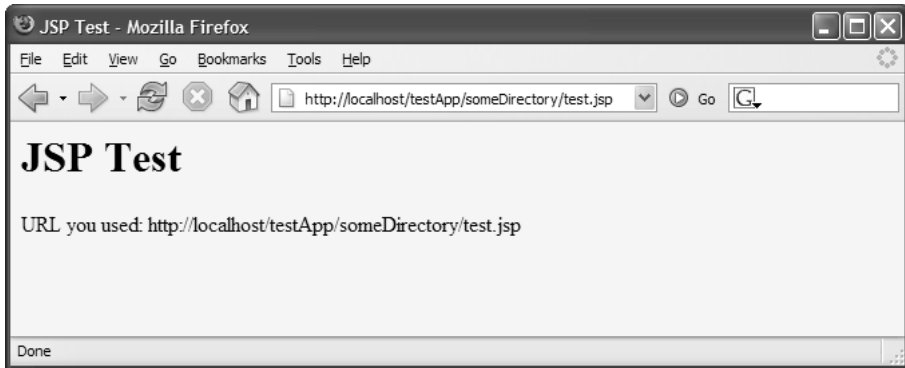 JSP Test - Mozilla Firefox
File Edit View Go Bookmarks Tools Help
http://localhost/testApp/someDirectory/test.jsp Go G
JSP Test
URL you used: http://localhost/testApp/someDirectory/test.jsp
Done